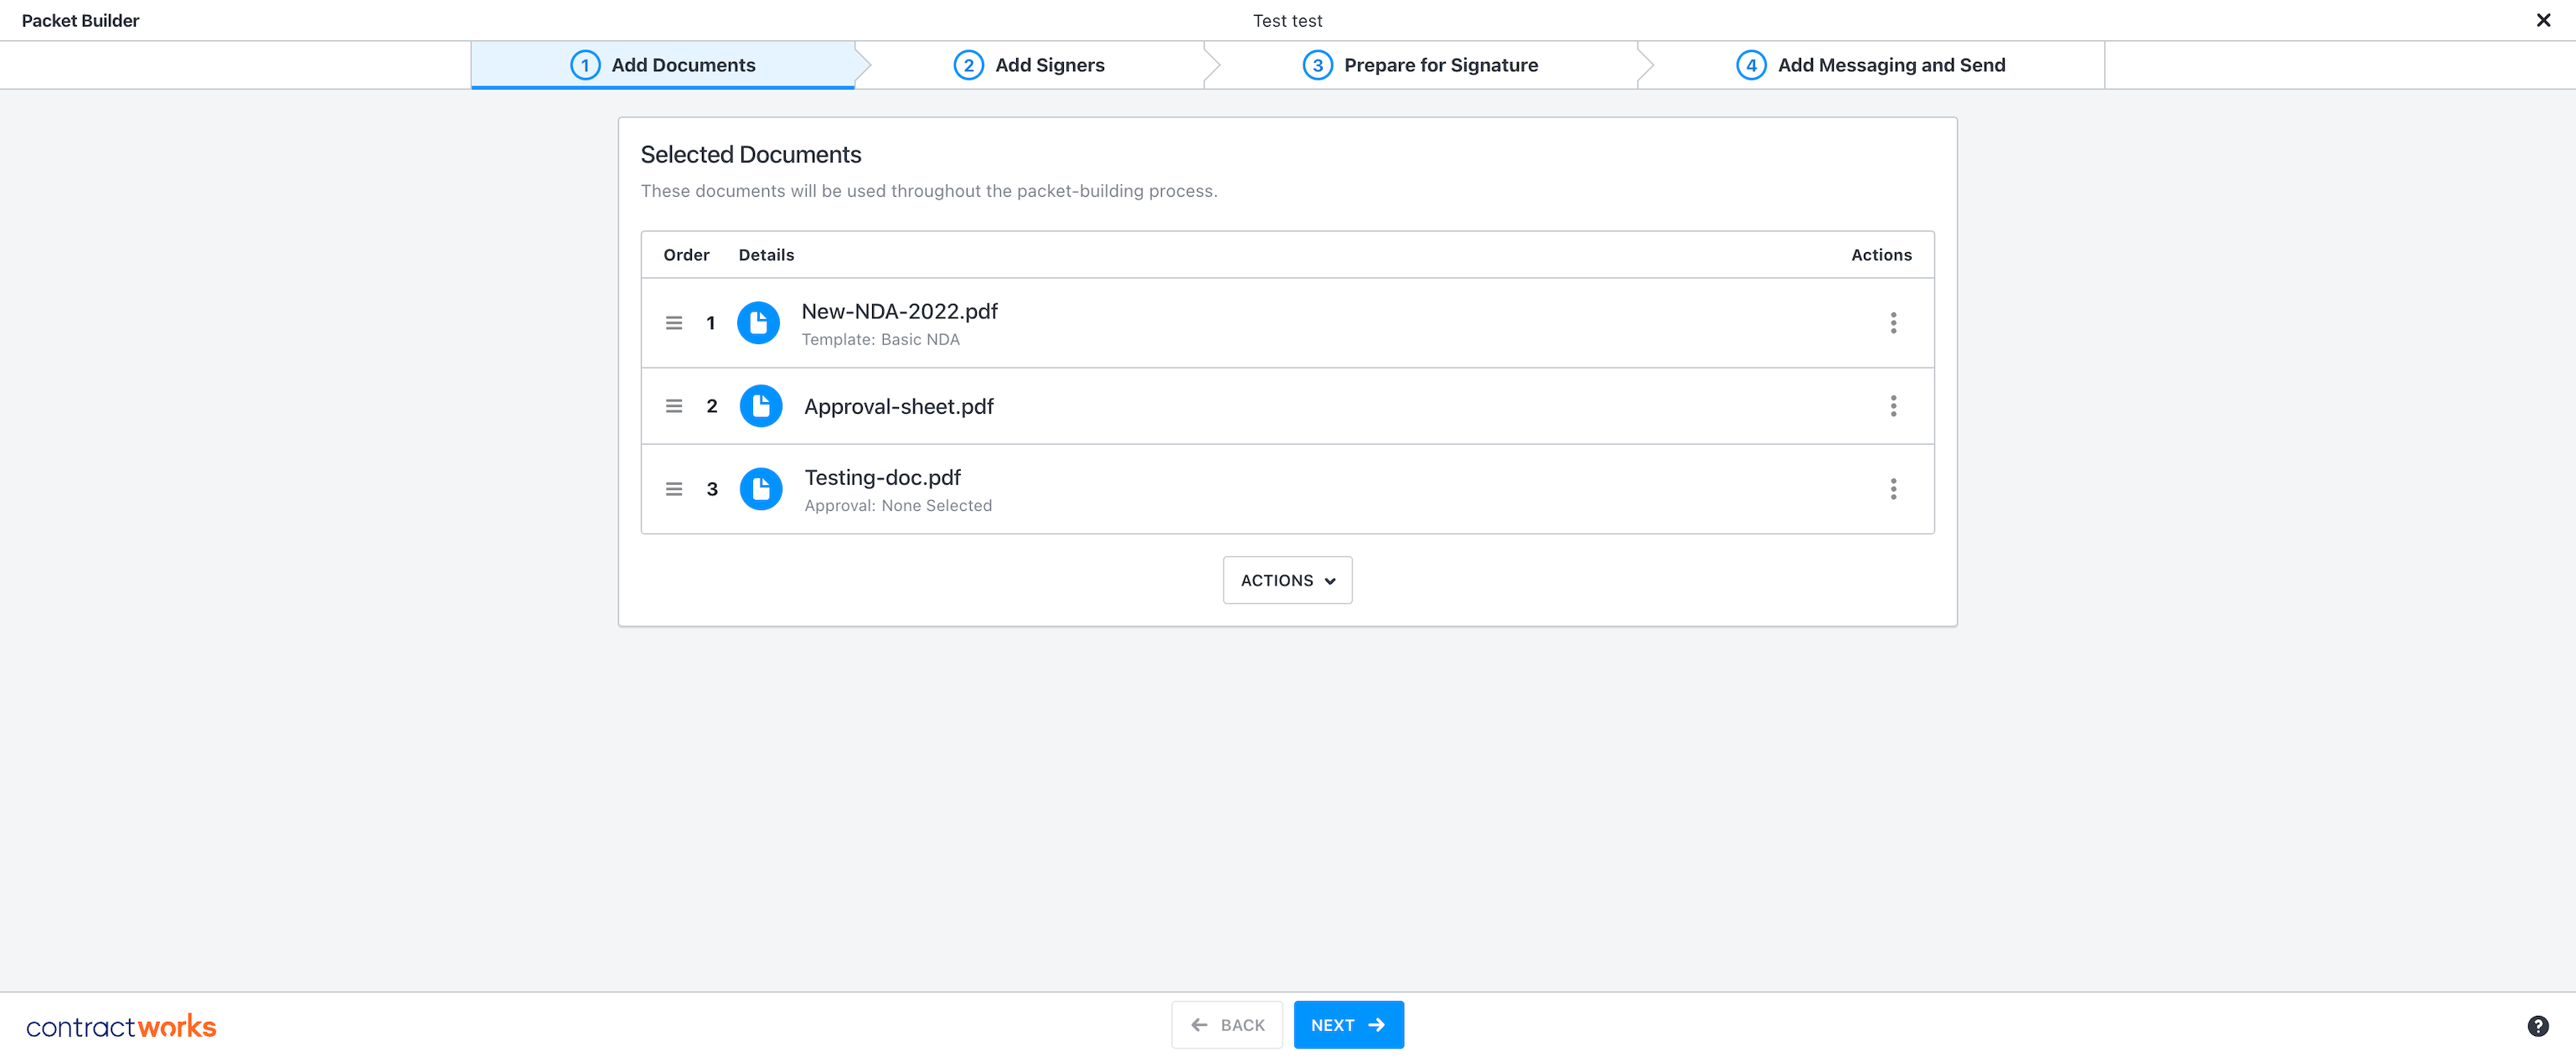 Packet Builder
Test test
1 Add Documents
2 Add Signers
3 Prepare for Signature
4 Add Messaging and Send
Selected Documents
These documents will be used throughout the packet-building process.
Order Details Actions
1 New-NDA-2022.pdf
Template: Basic NDA
2 Approval-sheet.pdf
3 Testing-doc.pdf
Approval: None Selected
ACTIONS
contractworks
BACK
NEXT
?